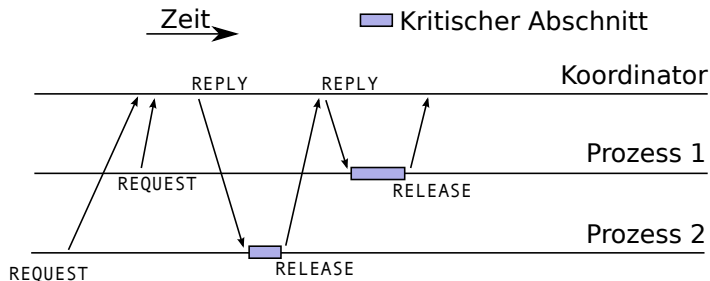 Zeit
Kritischer Abschnitt
Koordinator
REPLY
REPLY
Prozess 1
REQUEST
RELEASE
Prozess 2
REQUEST
RELEASE